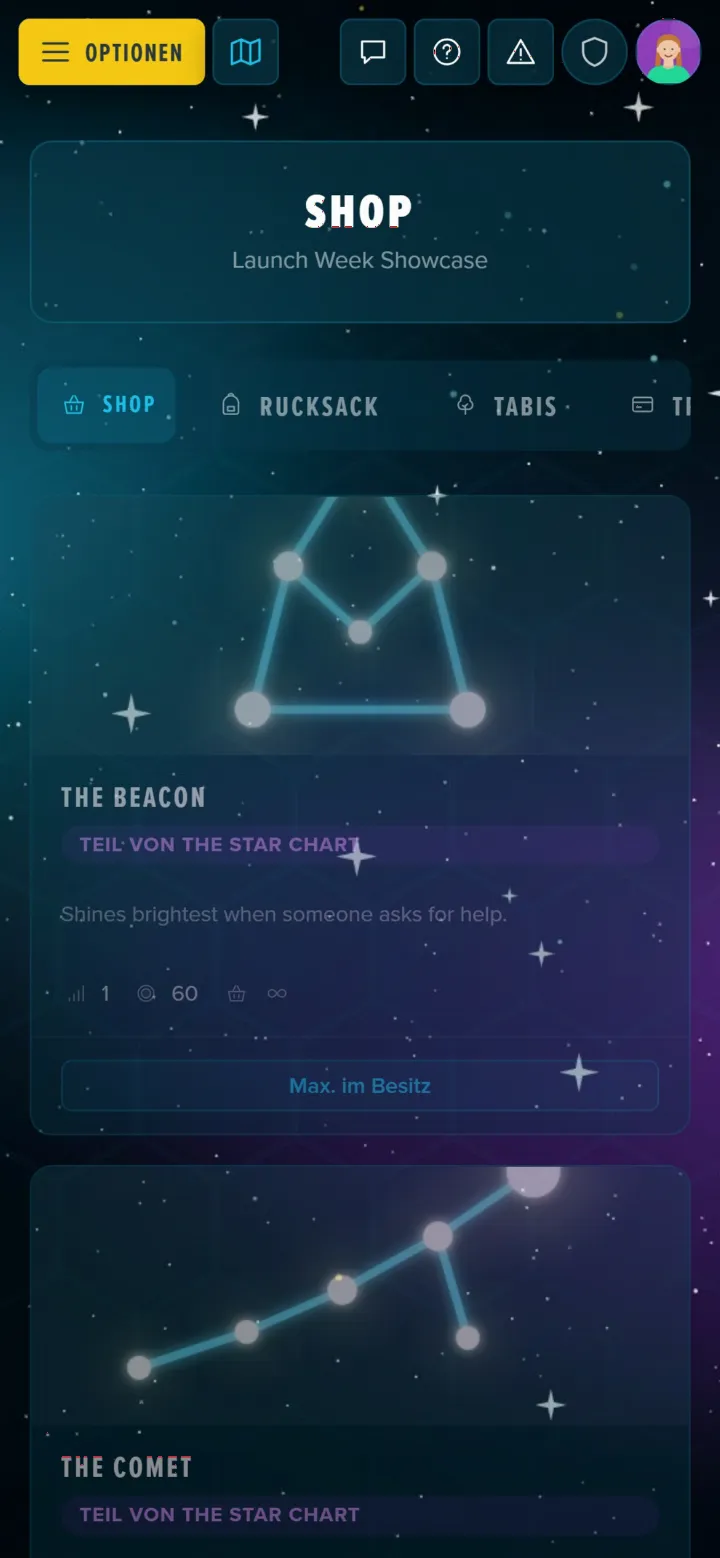 OPTIONEN
SHOP
Launch Week Showcase
SHOP
RUCKSACK
TABIS
THE BEACON
TEIL VON THE STAR CHART
Shines brightest when someone asks for help.
1
60
∞
Max. im Besitz
THE COMET
TEIL VON THE STAR CHART